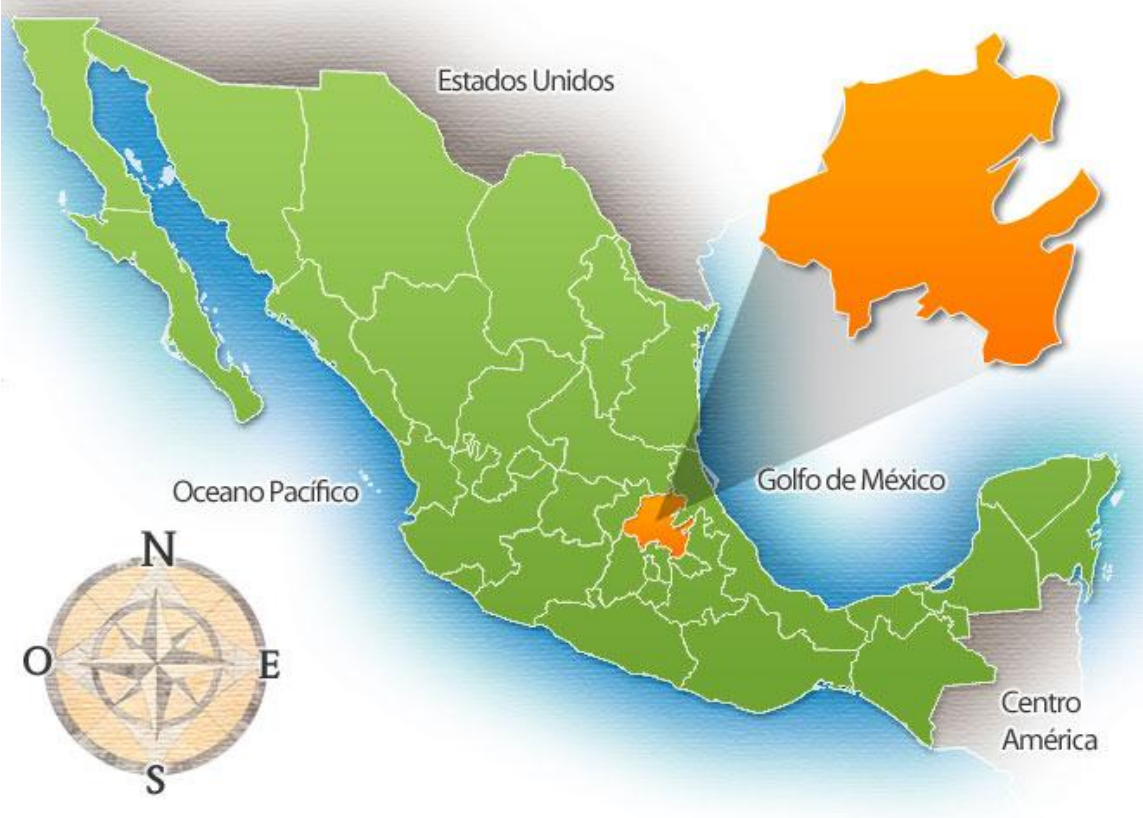 Estados Unidos
Oceano Pacífico
Golfo de México
N
O
E
S
Centro
América